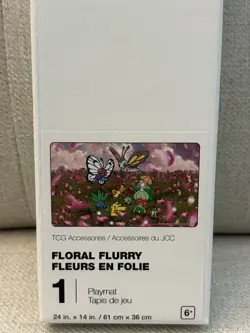 TCG Accessories / Accessoires du JCC
FLORAL FLURRY
FLEURS EN FOLIE
1
Playmat
Tapis de jeu
24 in. x 14 in. / 61 cm x 36 cm
6+